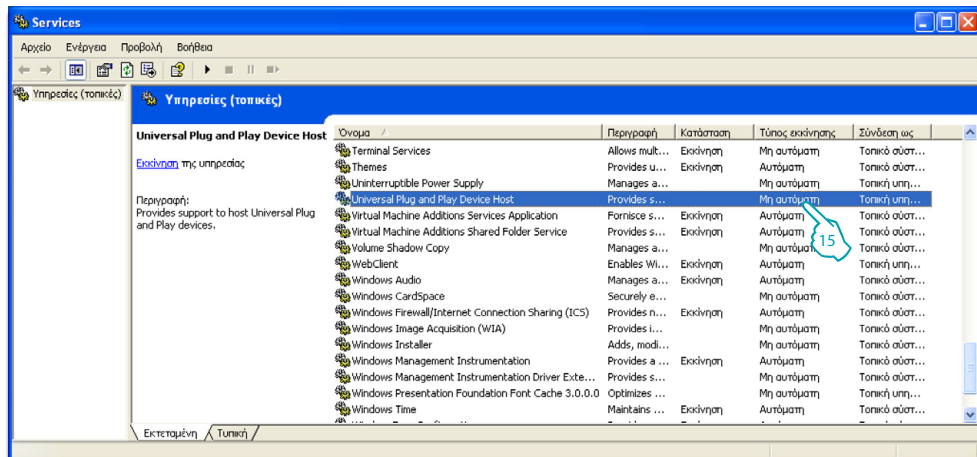 Services
Αρχείο Ενέργεια Προβολή Βοήθεια
Υπηρεσίες (τοπικές)
Υπηρεσίες (τοπικές)
Universal Plug and Play Device Host
Εκκίνηση της υπηρεσίας
Περιγραφή:
Provides support to host Universal Plug
and Play devices.
Όνομα Περιγραφή Κατάσταση Τύπος εκκίνησης Σύνδεση ως
Terminal Services Allows mult... Εκκίνηση Μη αυτόματη Τοπικό σύστ...
Themes Provides u... Εκκίνηση Αυτόματη Τοπικό σύστ...
Uninterruptible Power Supply Manages a... Μη αυτόματη Τοπική υπη...
Universal Plug and Play Device Host Provides s... Μη αυτόματη Τοπική υπη...
Virtual Machine Additions Services Application Fornisce s... Εκκίνηση Αυτόματη Τοπικό σύστ...
Virtual Machine Additions Shared Folder Service Provides s... Εκκίνηση Αυτόματη Τοπικό σύστ...
15
Volume Shadow Copy Manages a... Μη αυτόματη Τοπικό σύστ...
WebClient Enables Wi... Εκκίνηση Αυτόματη Τοπική υπη...
Windows Audio Manages a... Εκκίνηση Αυτόματη Τοπικό σύστ...
Windows CardSpace Securely e... Μη αυτόματη Τοπικό σύστ...
Windows Firewall/Internet Connection Sharing (ICS) Provides n... Εκκίνηση Αυτόματη Τοπικό σύστ...
Windows Image Acquisition (WIA) Provides i... Μη αυτόματη Τοπικό σύστ...
Windows Installer Adds, modi... Μη αυτόματη Τοπικό σύστ...
Windows Management Instrumentation Provides a ... Εκκίνηση Αυτόματη Τοπικό σύστ...
Windows Management Instrumentation Driver Exte... Provides s... Μη αυτόματη Τοπικό σύστ...
Windows Presentation Foundation Font Cache 3.0.0.0 Optimizes ... Μη αυτόματη Τοπική υπη...
Windows Time Maintains ... Εκκίνηση Αυτόματη Τοπικό σύστ...
Εκτεταμένη Τυπική